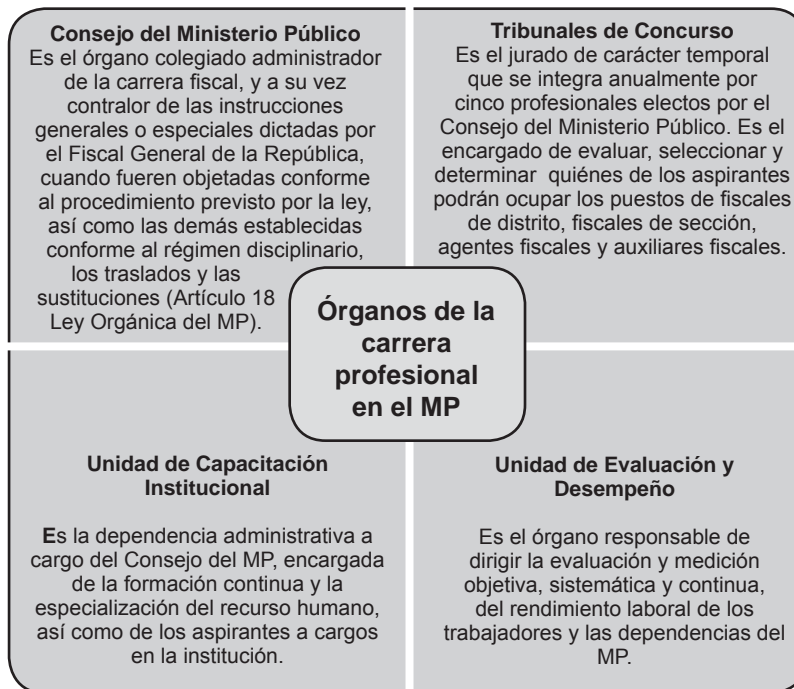 Consejo del Ministerio Público
Es el órgano colegiado administrador
de la carrera fiscal, y a su vez
contralor de las instrucciones
generales o especiales dictadas por
el Fiscal General de la República,
cuando fueren objetadas conforme
al procedimiento previsto por la ley,
así como las demás establecidas
conforme al régimen disciplinario,
los traslados y las
sustituciones (Artículo 18
Ley Orgánica del MP).
Tribunales de Concurso
Es el jurado de carácter temporal
que se integra anualmente por
cinco profesionales electos por el
Consejo del Ministerio Público. Es el
encargado de evaluar, seleccionar y
determinar quiénes de los aspirantes
podrán ocupar los puestos de fiscales
de distrito, fiscales de sección,
agentes fiscales y auxiliares fiscales.
Órganos de la
carrera
profesional
en el MP
Unidad de Capacitación
Institucional
Es la dependencia administrativa a
cargo del Consejo del MP, encargada
de la formación continua y la
especialización del recurso humano,
así como de los aspirantes a cargos
en la institución.
Unidad de Evaluación y
Desempeño
Es el órgano responsable de
dirigir la evaluación y medición
objetiva, sistemática y continua,
del rendimiento laboral de los
trabajadores y las dependencias del
MP.